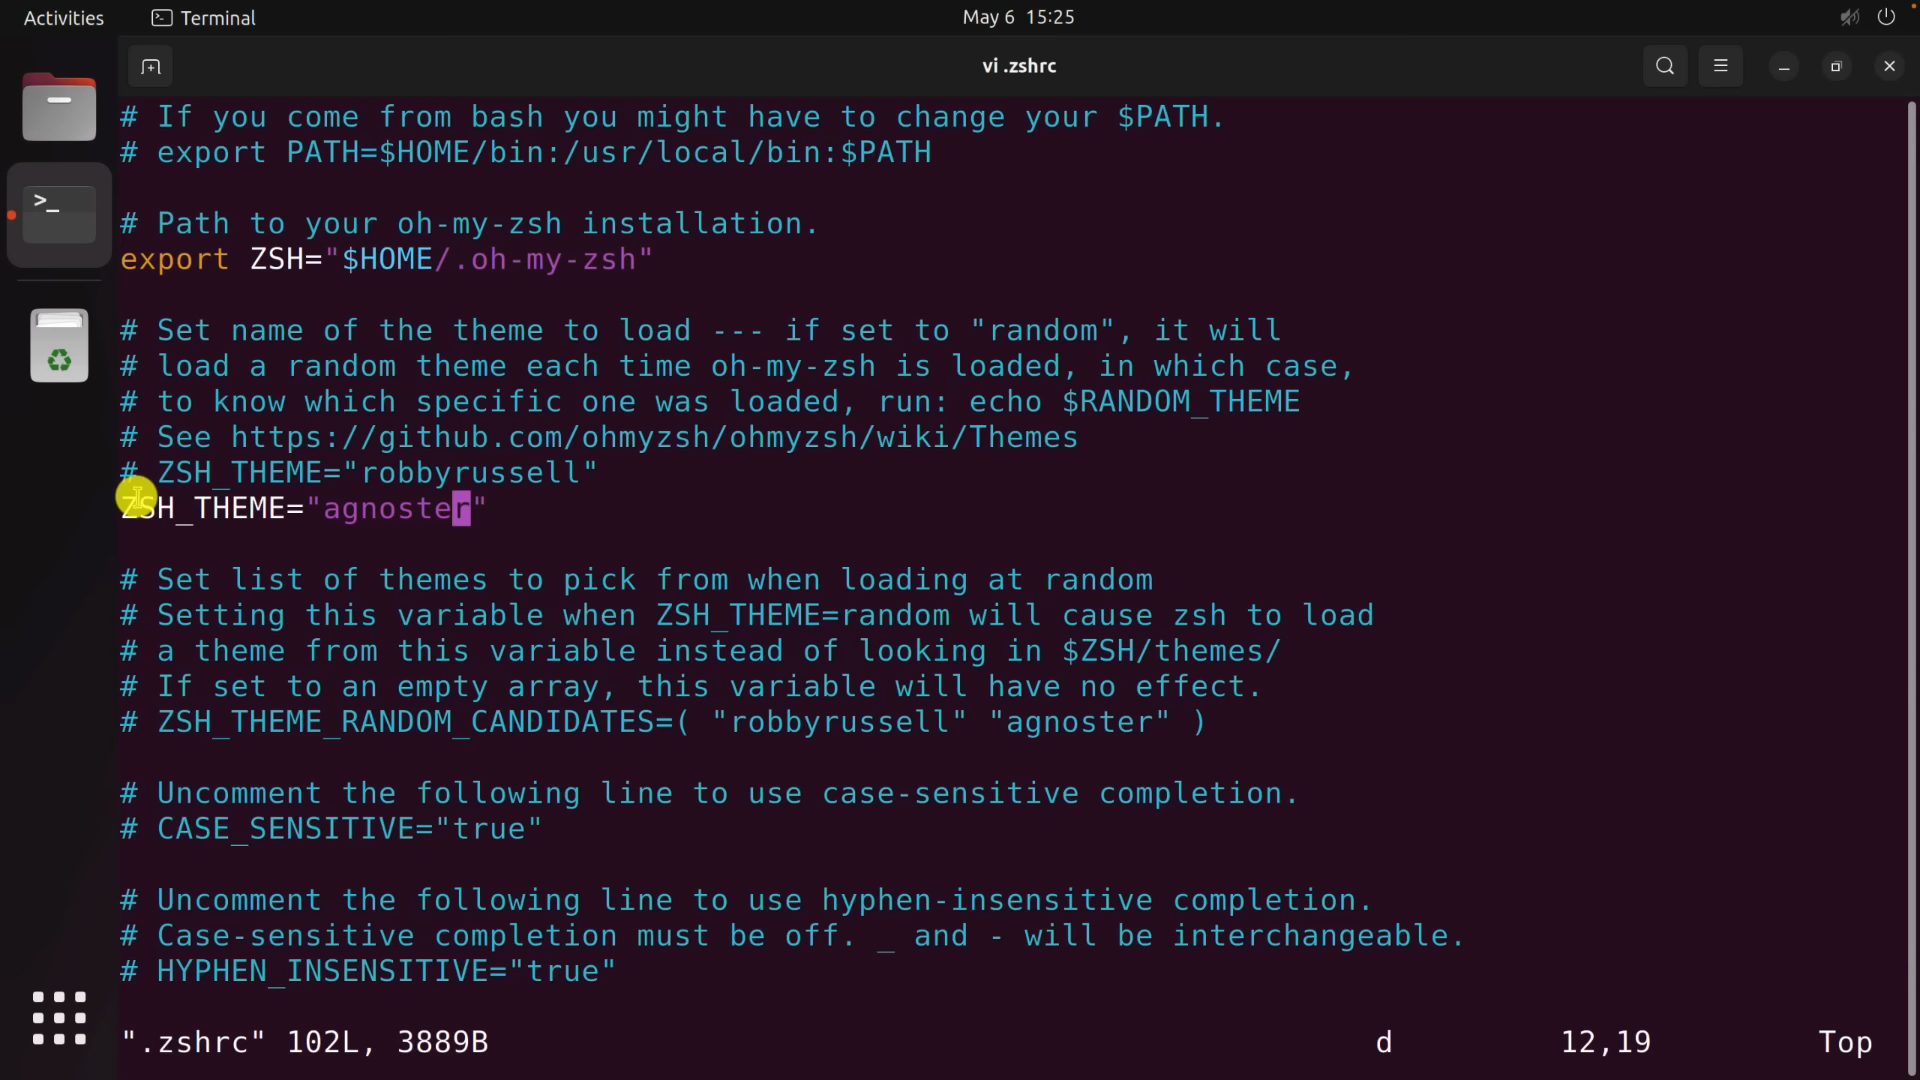 Activities Terminal May 6 15:25
vi .zshrc
# If you come from bash you might have to change your $PATH.
# export PATH=$HOME/bin:/usr/local/bin:$PATH
# Path to your oh-my-zsh installation.
export ZSH="$HOME/.oh-my-zsh"
# Set name of the theme to load --- if set to "random", it will
# load a random theme each time oh-my-zsh is loaded, in which case,
# to know which specific one was loaded, run: echo $RANDOM_THEME
# See https://github.com/ohmyzsh/ohmyzsh/wiki/Themes
# ZSH_THEME="robbyrussell"
ZSH_THEME="agnoster"
# Set list of themes to pick from when loading at random
# Setting this variable when ZSH_THEME=random will cause zsh to load
# a theme from this variable instead of looking in $ZSH/themes/
# If set to an empty array, this variable will have no effect.
# ZSH_THEME_RANDOM_CANDIDATES=( "robbyrussell" "agnoster" )
# Uncomment the following line to use case-sensitive completion.
# CASE_SENSITIVE="true"
# Uncomment the following line to use hyphen-insensitive completion.
# Case-sensitive completion must be off. _ and - will be interchangeable.
# HYPHEN_INSENSITIVE="true"
".zshrc" 102L, 3889B d 12,19 Top